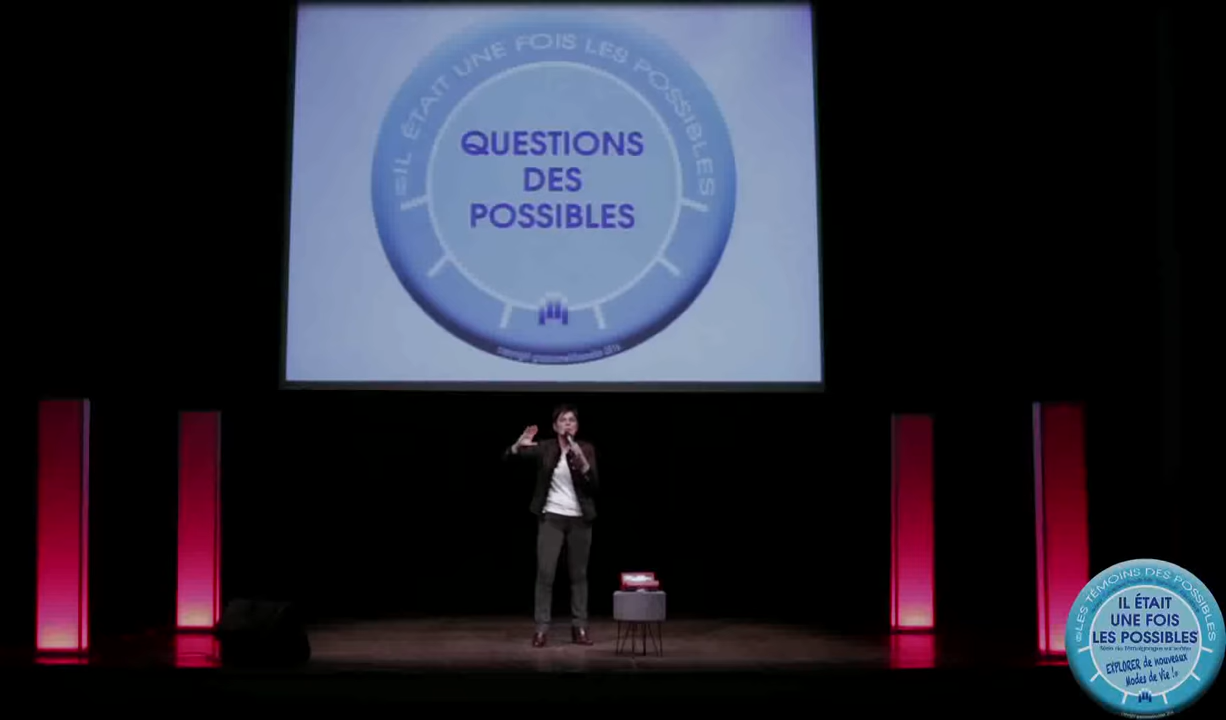 ©IL ÉTAIT UNE FOIS LES POSSIBLES
QUESTIONS
DES
POSSIBLES
©LES TÉMOINS DES POSSIBLES
IL ÉTAIT
UNE FOIS
LES POSSIBLES
EXPLORER de nouveaux
Modes de Vie !»